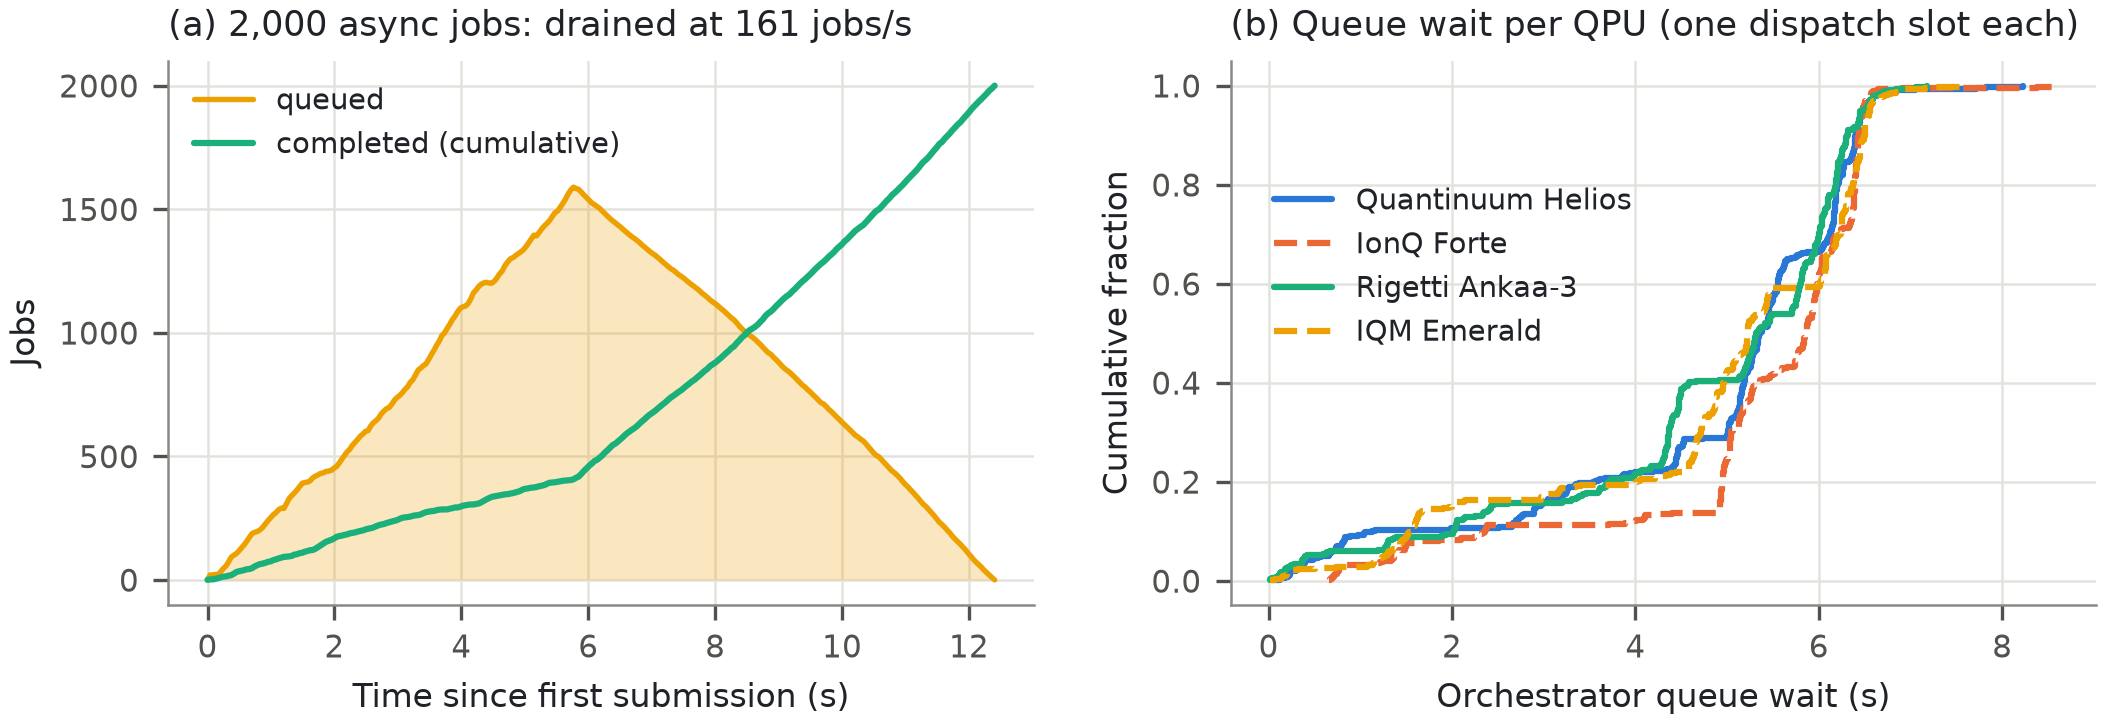 (a) 2,000 async jobs: drained at 161 jobs/s
2000
1500
1000
500
0
Jobs
queued
completed (cumulative)
0 2 4 6 8 10 12
Time since first submission (s)
(b) Queue wait per QPU (one dispatch slot each)
1.0
0.8
0.6
0.4
0.2
0.0
Cumulative fraction
Quantinuum Helios
IonQ Forte
Rigetti Ankaa-3
IQM Emerald
0 2 4 6 8
Orchestrator queue wait (s)